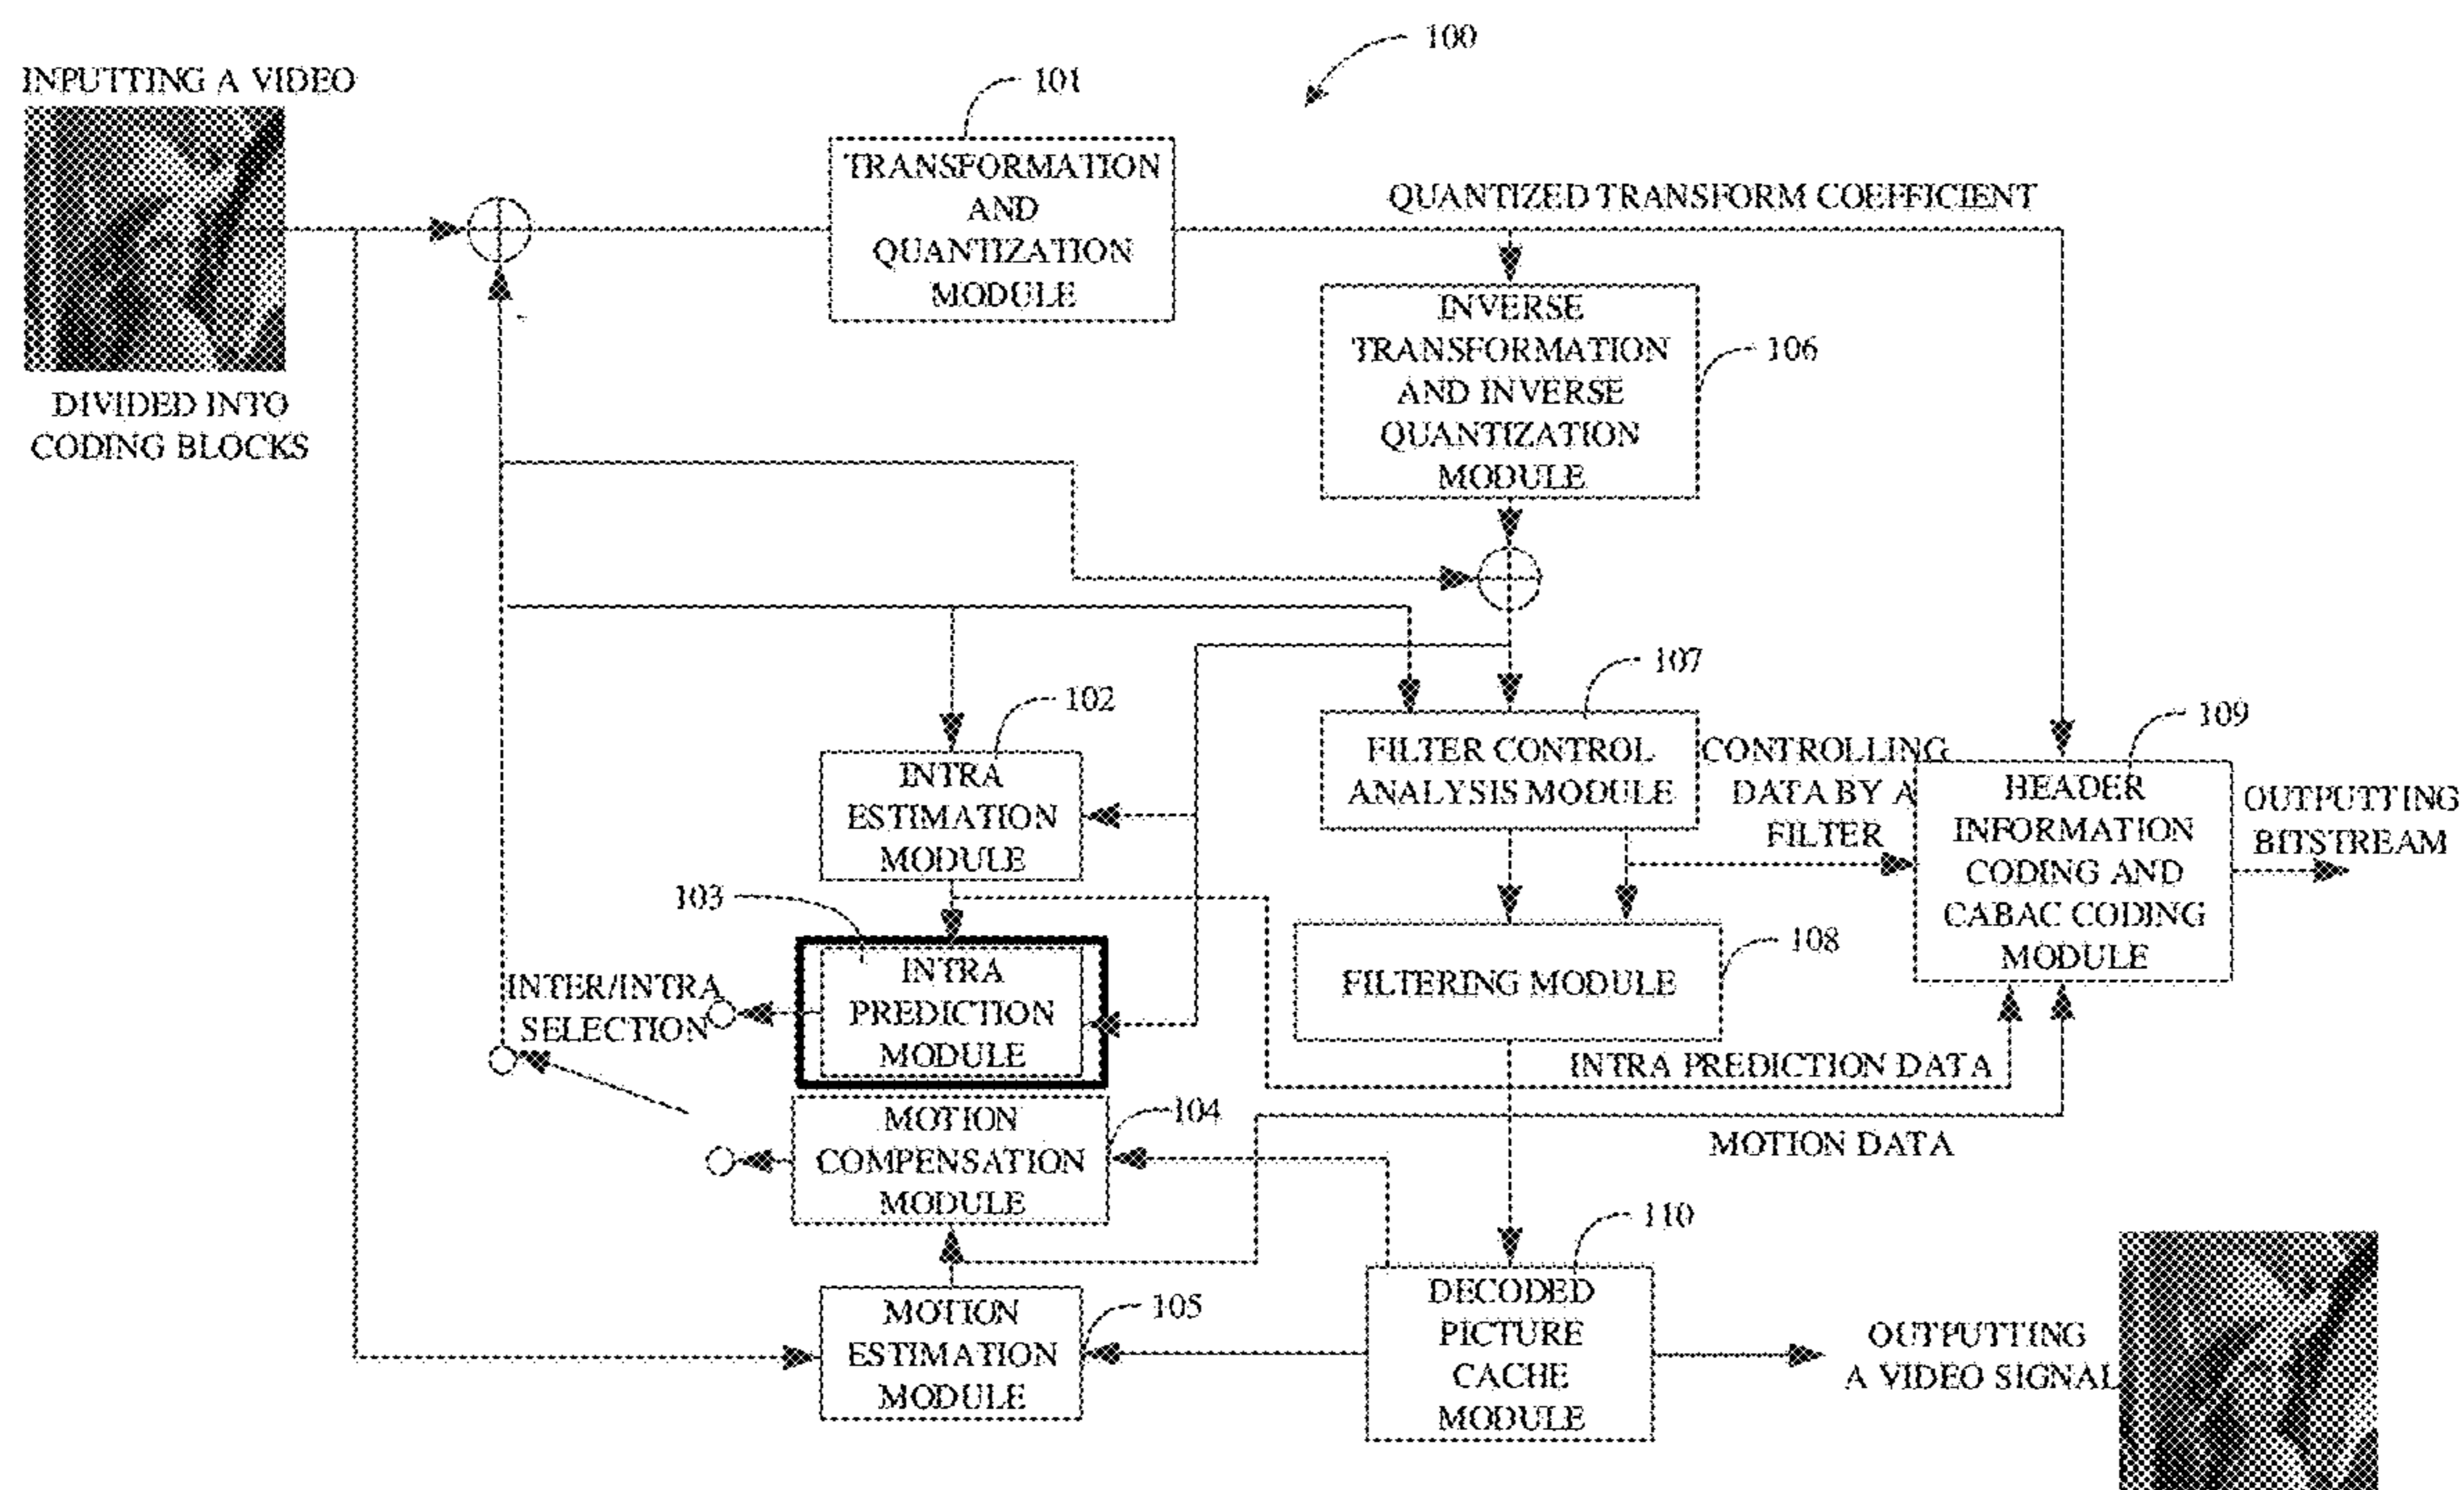 100
INPUTTING A VIDEO
101
TRANSFORMATION
AND
QUANTIZATION
MODULE
QUANTIZED TRANSFORM COEFFICIENT
INVERSE
TRANSFORMATION
AND INVERSE
QUANTIZATION
MODULE
106
DIVIDED INTO
CODING BLOCKS
107
102
109
INTRA
ESTIMATION
MODULE
FILTER CONTROL
ANALYSIS MODULE
CONTROLLING
DATA BY A
FILTER
HEADER
INFORMATION
CODING AND
CABAC CODING
MODULE
OUTPUTTING
BITSTREAM
103
108
INTER/INTRA
SELECTION
INTRA
PREDICTION
MODULE
FILTERING MODULE
INTRA PREDICTION DATA
104
MOTION
COMPENSATION
MODULE
MOTION DATA
110
105
MOTION
ESTIMATION
MODULE
DECODED
PICTURE
CACHE
MODULE
OUTPUTTING
A VIDEO SIGNAL